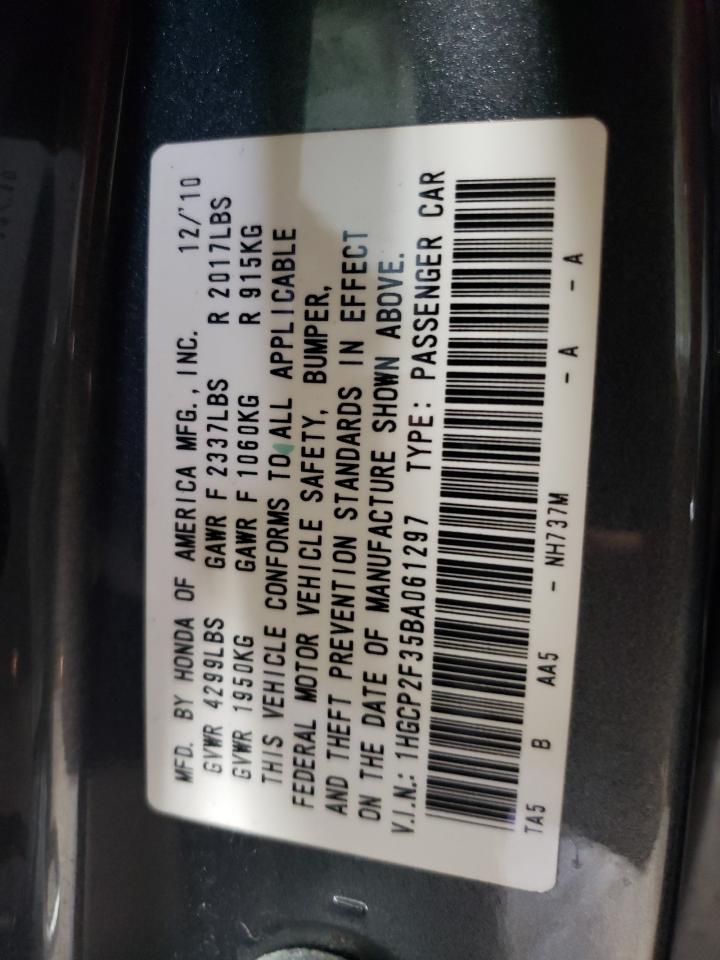 MFD. BY HONDA OF AMERICA MFG., INC. 12/'10
GVWR 4299LBS GAWR F 2337LBS R 2017LBS
GVWR 1950KG GAWR F 1060KG R 915KG
THIS VEHICLE CONFORMS TO ALL APPLICABLE
FEDERAL MOTOR VEHICLE SAFETY, BUMPER,
AND THEFT PREVENTION STANDARDS IN EFFECT
ON THE DATE OF MANUFACTURE SHOWN ABOVE.
V.I.N.: 1HGCP2F35BA061297 TYPE: PASSENGER CAR
TA5 B AA5 - NH737M - A - A